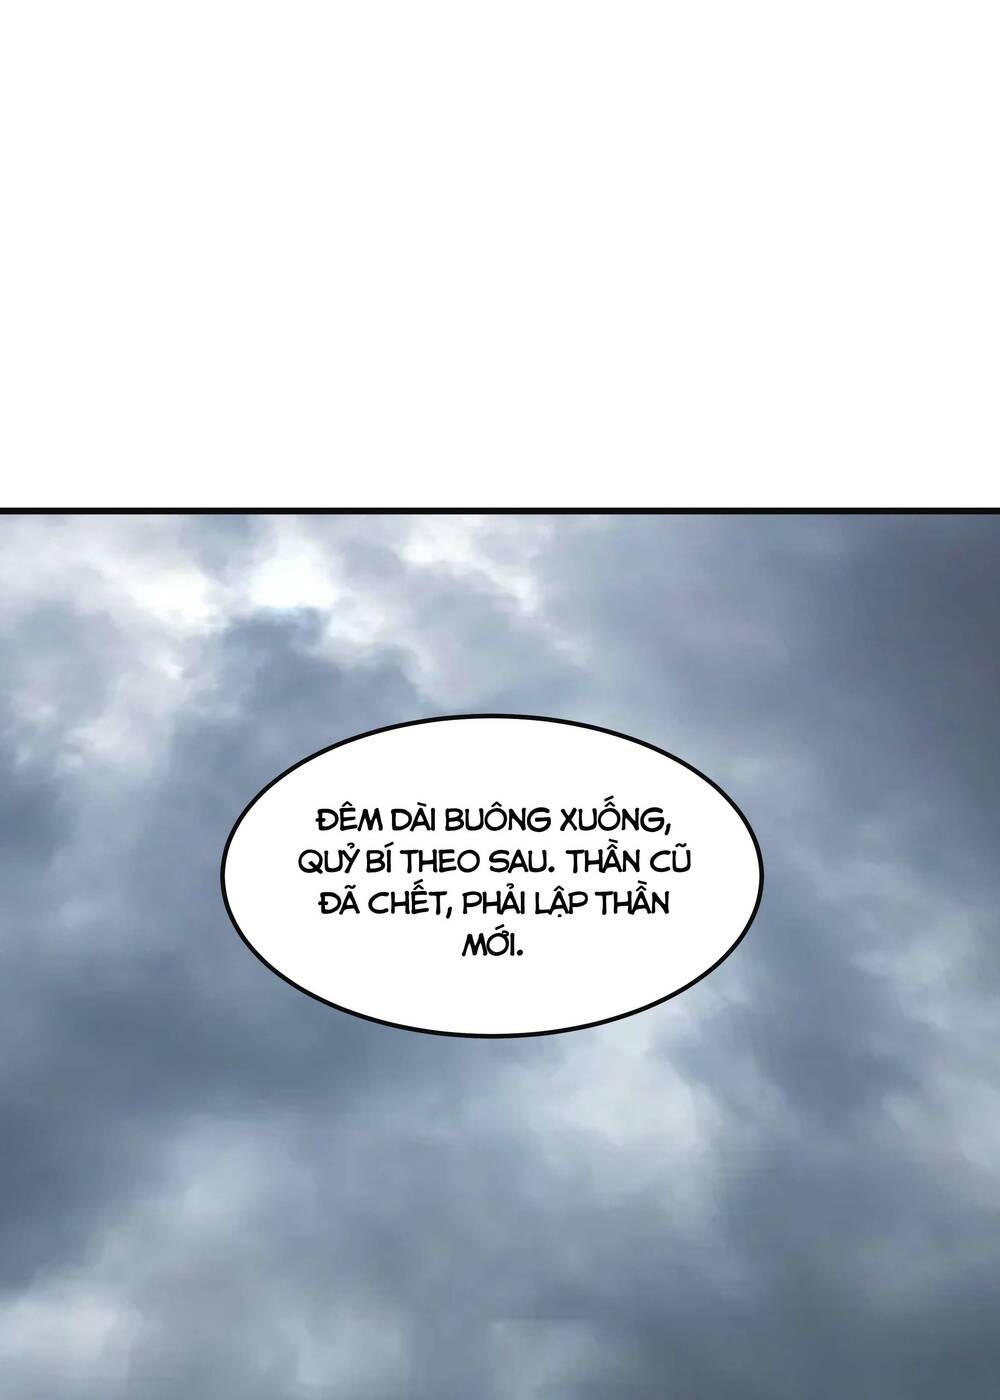 ĐÊM DÀI BUÔNG XUỐNG,
QUỶ BÍ THEO SAU. THẦN CŨ
ĐÃ CHẾT, PHẢI LẬP THẦN
MỚI.